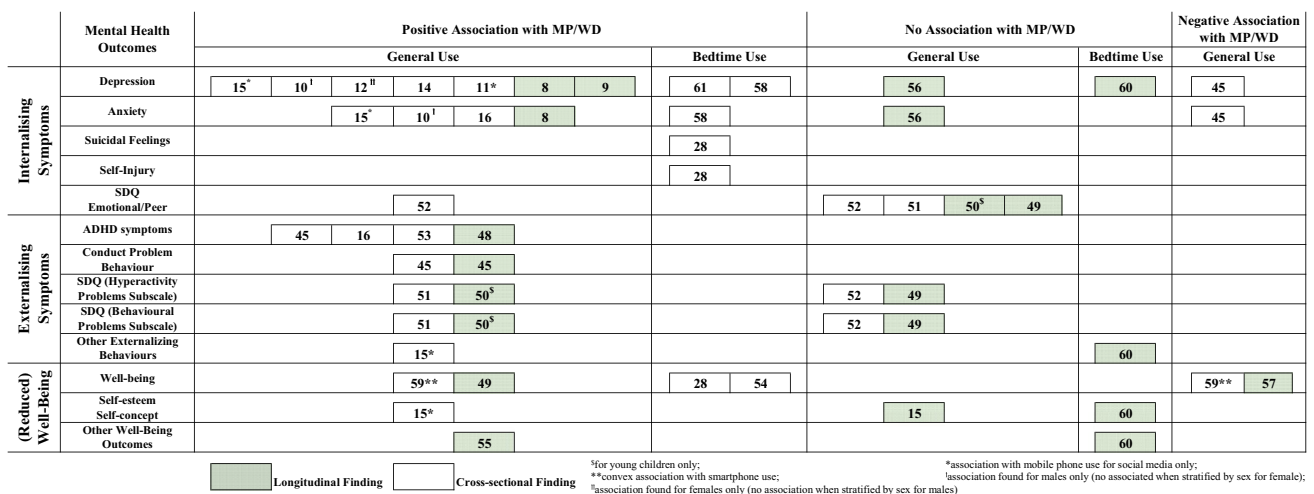 Mental Health Outcomes Positive Association with MP/WD No Association with MP/WD Negative Association with MP/WD
General Use Bedtime Use General Use Bedtime Use General Use
Internalising Symptoms
Depression 15* 10ƚ 12ǁ 14 11* 8 9 61 58 56 60 45
Anxiety 15* 10ƚ 16 8 58 56 45
Suicidal Feelings 28
Self-Injury 28
SDQ Emotional/Peer 52 52 51 50$ 49
Externalising Symptoms
ADHD symptoms 45 16 53 48
Conduct Problem Behaviour 45 45
SDQ (Hyperactivity Problems Subscale) 51 50$ 52 49
SDQ (Behavioural Problems Subscale) 51 50$ 52 49
Other Externalizing Behaviours 15* 60
(Reduced) Well-Being
Well-being 59** 49 28 54 59** 57
Self-esteem Self-concept 15* 15 60
Other Well-Being Outcomes 55 60
Longitudinal Finding Cross-sectional Finding
$for young children only;
**convex association with smartphone use;
ǁassociation found for females only (no association when stratified by sex for males)
*association with mobile phone use for social media only;
ƚassociation found for males only (no associated when stratified by sex for female);